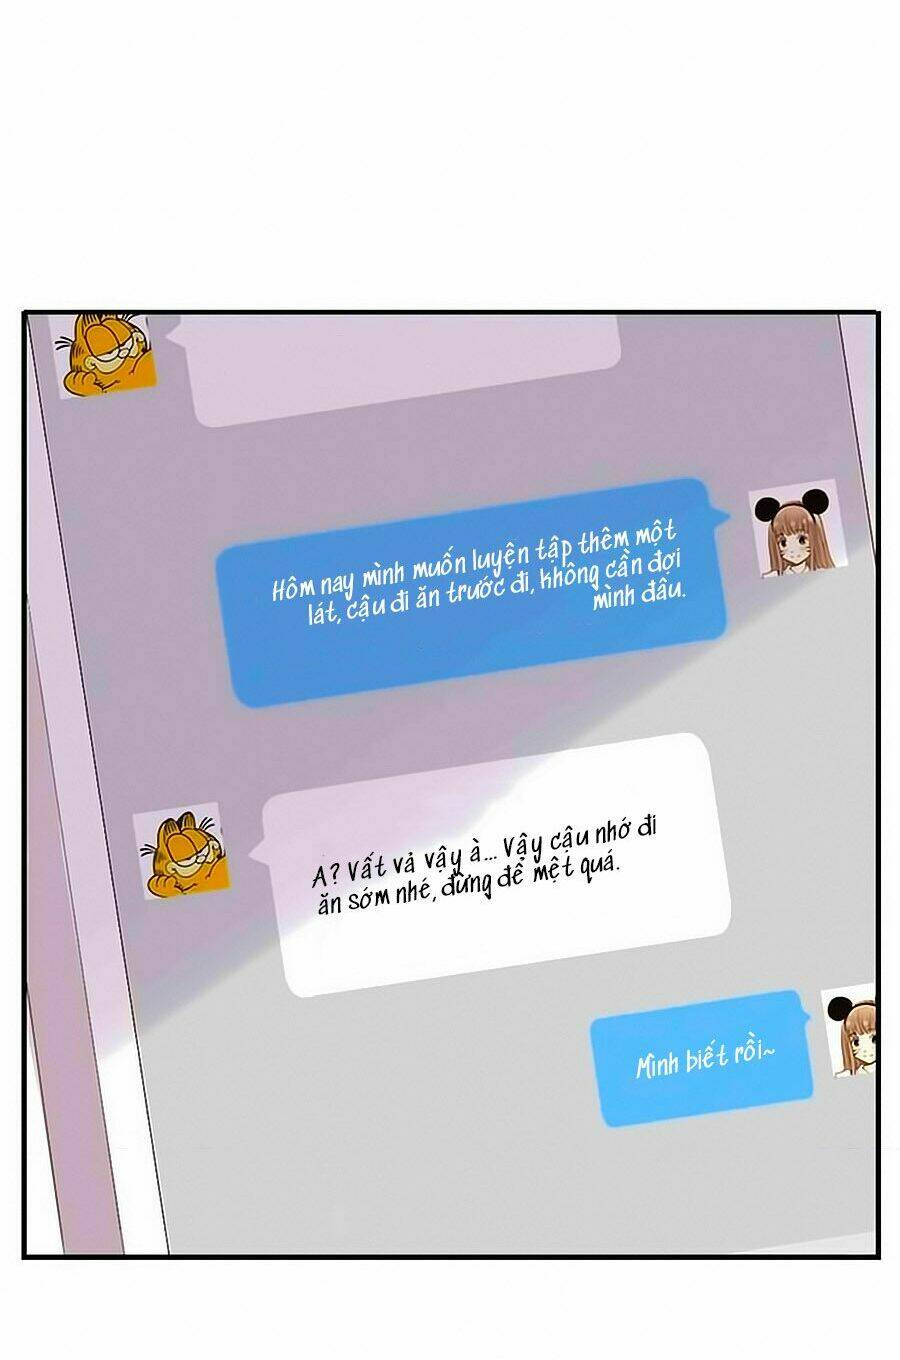 Hôm nay mình muốn luyện tập thêm một
lát, cậu đi ăn trước đi, không cần đợi
mình đâu.
A? Vất vả vậy à... Vậy cậu nhớ đi
ăn sớm nhé, đừng để mệt quá.
Mình biết rồi~